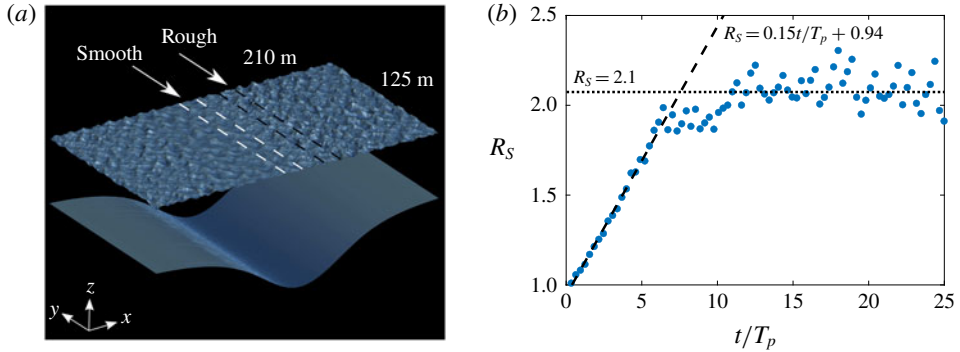 (a)
Smooth
Rough
210 m
125 m
z
y
x
(b)
2.5
2.0
1.5
1.0
R_S
R_S = 0.15t/T_p + 0.94
R_S = 2.1
0
5
10
15
20
25
t/T_p